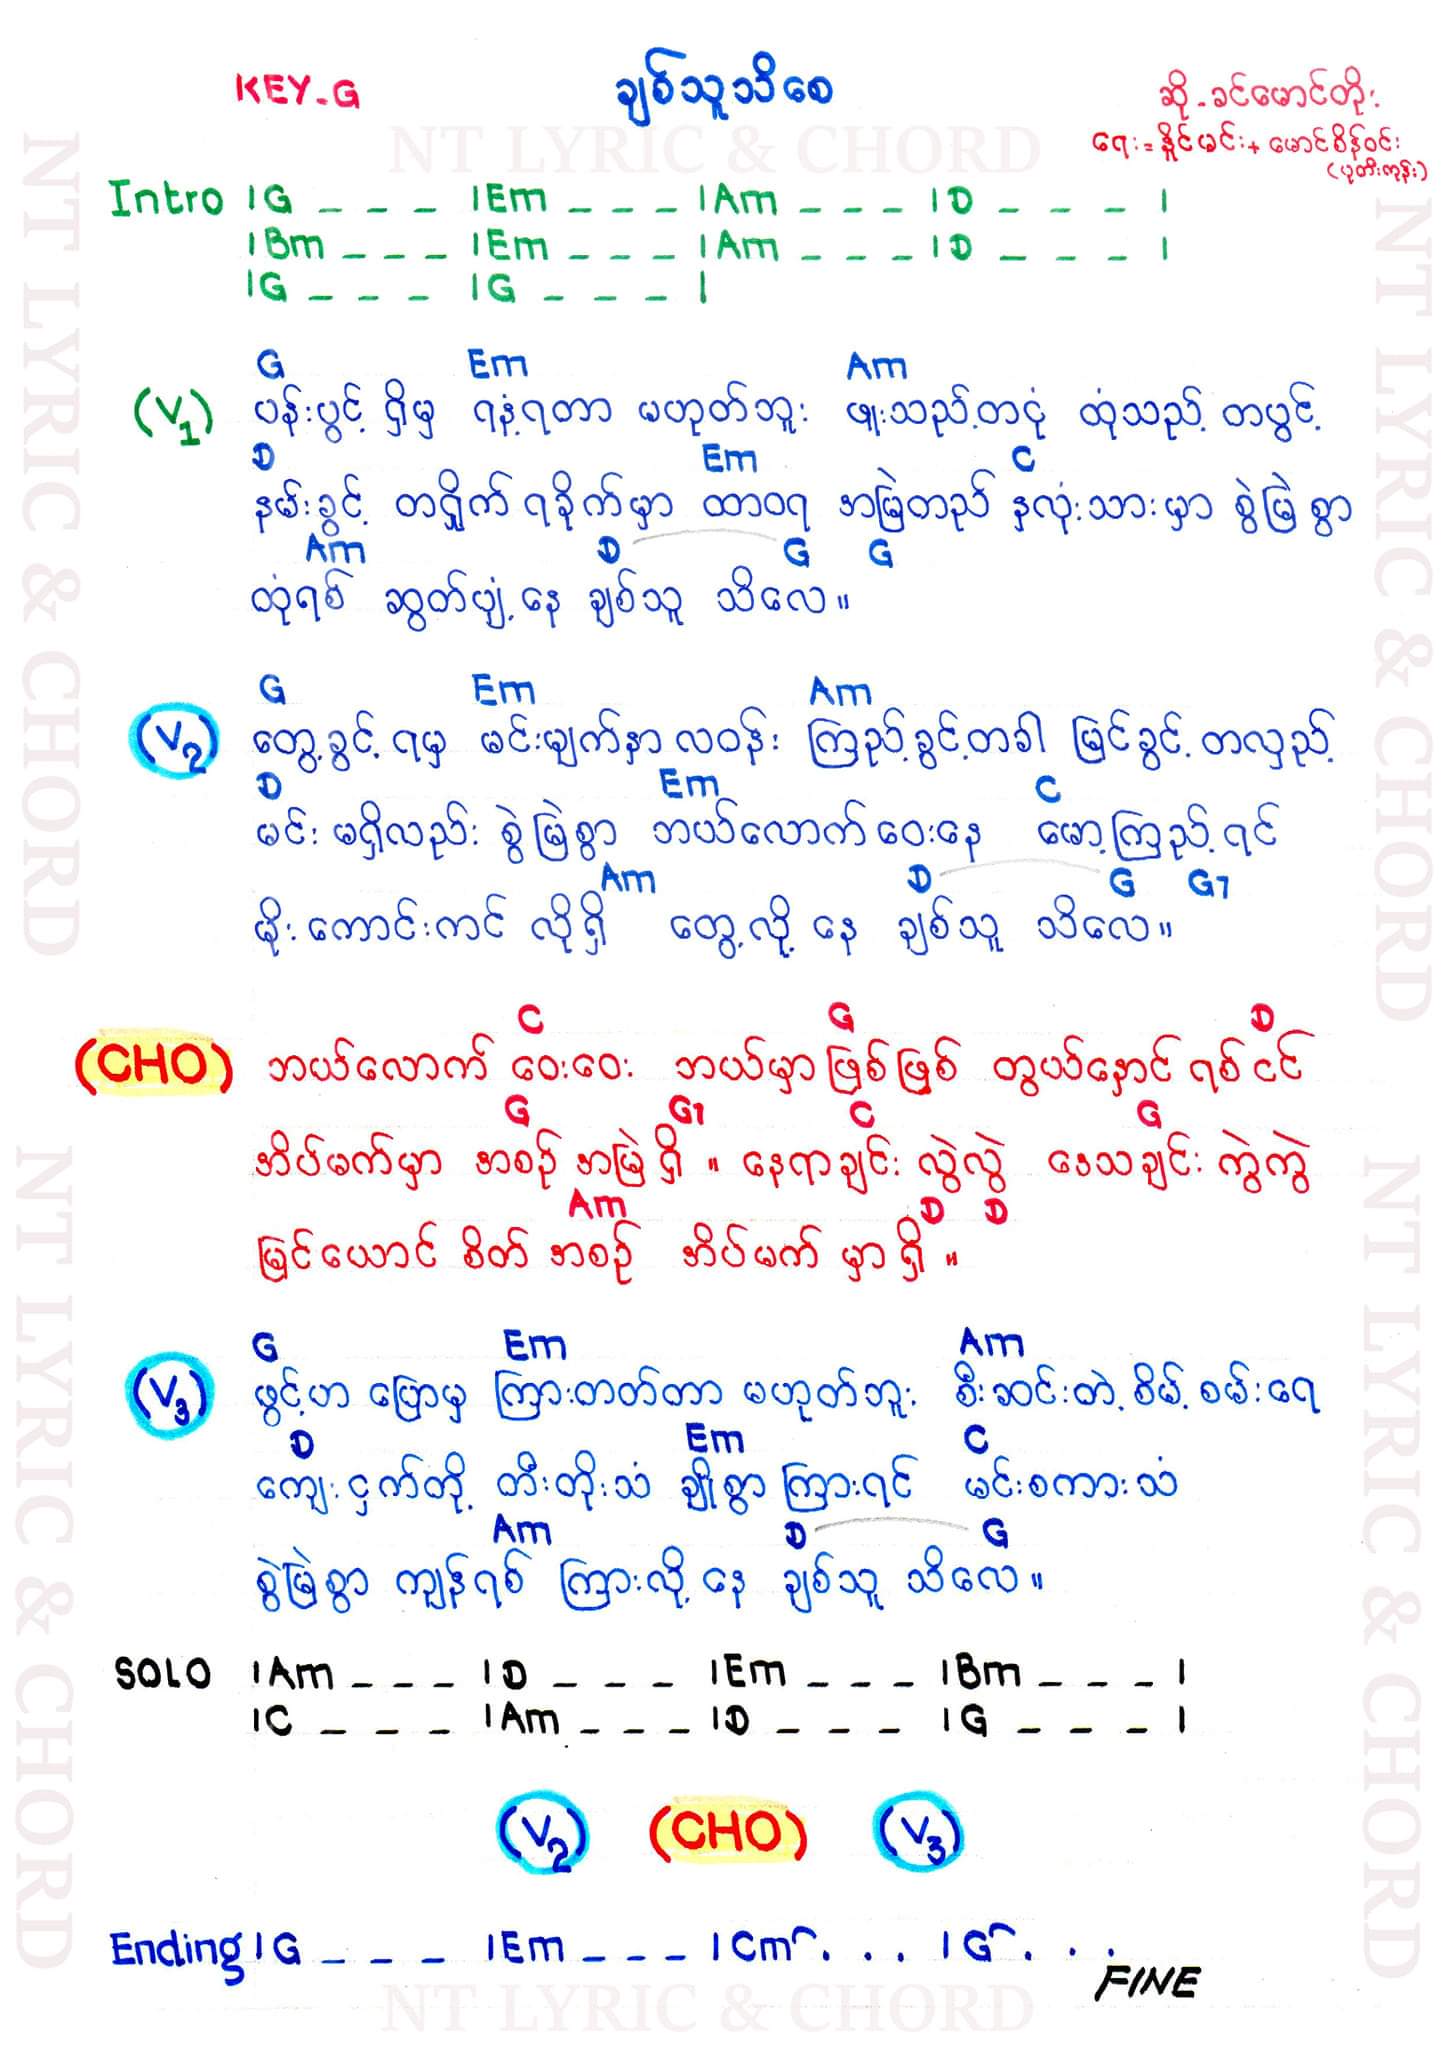 KEY-G
ချစ်သူသိစေ
ဆို - ခင်မောင်တိုး
ရေး = နိုင်မင်း + မောင်စိန်ဝင်း
(ပုတီးကုန်း)
NT LYRIC & CHORD
Intro |G _ _ _ |Em _ _ _ |Am _ _ _ |D _ _ _ |
|Bm _ _ _ |Em _ _ _ |Am _ _ _ |D _ _ _ |
|G _ _ _ |G _ _ _ |
G Em Am
(V1) ပန်းပွင့် ရှိမှ ရနံ့ရတာ မဟုတ်ဘူး ဖူးသည့်တငုံ ထုံသည့် တပွင့်
D Em C
နမ်းခွင့် တရှိုက် ရခိုက်မှာ ထာဝရ အမြဲတည် နှလုံးသားမှာ စွဲမြဲစွာ
Am D G G
ထုံရစ် ဆွတ်ပျံ့နေ ချစ်သူ သိလေ။
G Em Am
(V2) တွေ့ခွင့် ရမှ မင်းမျက်နှာ လဝန်း ကြည့်ခွင့်တခါ မြင်ခွင့် တလှည့်
D Em C
မင်း မရှိလည်း စွဲမြဲစွာ ဘယ်လောက်ဝေးနေ မော့ကြည့်ရင်
Am D G G7
မိုးကောင်းကင် လိုရှိ တွေ့လို့နေ ချစ်သူ သိလေ။
C G D
(CHO) ဘယ်လောက် ဝေးဝေး ဘယ်မှာဖြစ်ဖြစ် တွယ်နှောင် ရစ်ငင်
G G7 C G
အိပ်မက်မှာ အစဉ် အမြဲရှိ ။ နေရာချင်း လွဲလွဲ ဒေသချင်း ကွဲကွဲ
Am D D
မြင်ယောင် စိတ် အစဉ် အိပ်မက် မှာရှိ ။
G Em Am
(V3) ဖွင့်ဟ ပြောမှ ကြားတတ်တာ မဟုတ်ဘူး စီးဆင်းတဲ့ စိမ့် စမ်းရေ
D Em C
ကျေးငှက်တို့ တီးတိုးသံ ချိုစွာ ကြားရင် မင်းစကားသံ
Am D G
စွဲမြဲစွာ ကျန်ရစ် ကြားလို့နေ ချစ်သူ သိလေ။
SOLO |Am _ _ _ |D _ _ _ |Em _ _ _ |Bm _ _ _ |
|C _ _ _ |Am _ _ _ |D _ _ _ |G _ _ _ |
(V2) (CHO) (V3)
Ending |G _ _ _ |Em _ _ _ |Cm . . . |G . . .
FINE
NT LYRIC & CHORD
NT LYRIC & CHORD
NT LYRIC & CHORD
NT LYRIC & CHORD
NT LYRIC & CHORD